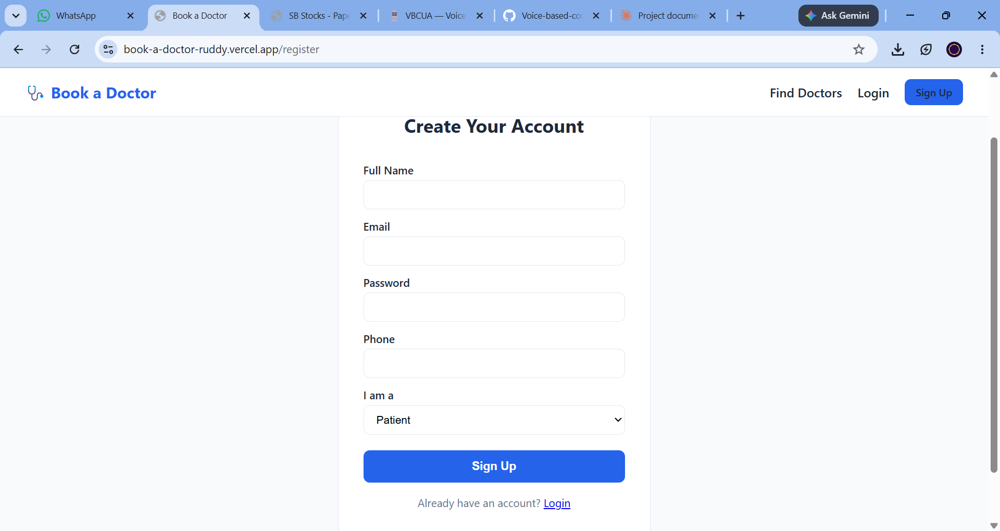 WhatsApp
Book a Doctor
SB Stocks - Pape
VBCUA — Voice
Voice-based-co
Project docume
Ask Gemini
book-a-doctor-ruddy.vercel.app/register
Book a Doctor
Find Doctors
Login
Sign Up
Create Your Account
Full Name
Email
Password
Phone
I am a
Patient
Sign Up
Already have an account? Login